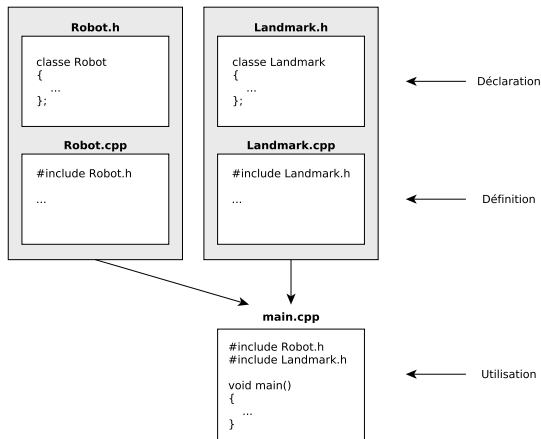 Robot.h
classe Robot
{
...
};
Robot.cpp
#include Robot.h
...
Landmark.h
classe Landmark
{
...
};
Landmark.cpp
#include Landmark.h
...
Déclaration
Définition
main.cpp
#include Robot.h
#include Landmark.h
void main()
{
...
}
Utilisation